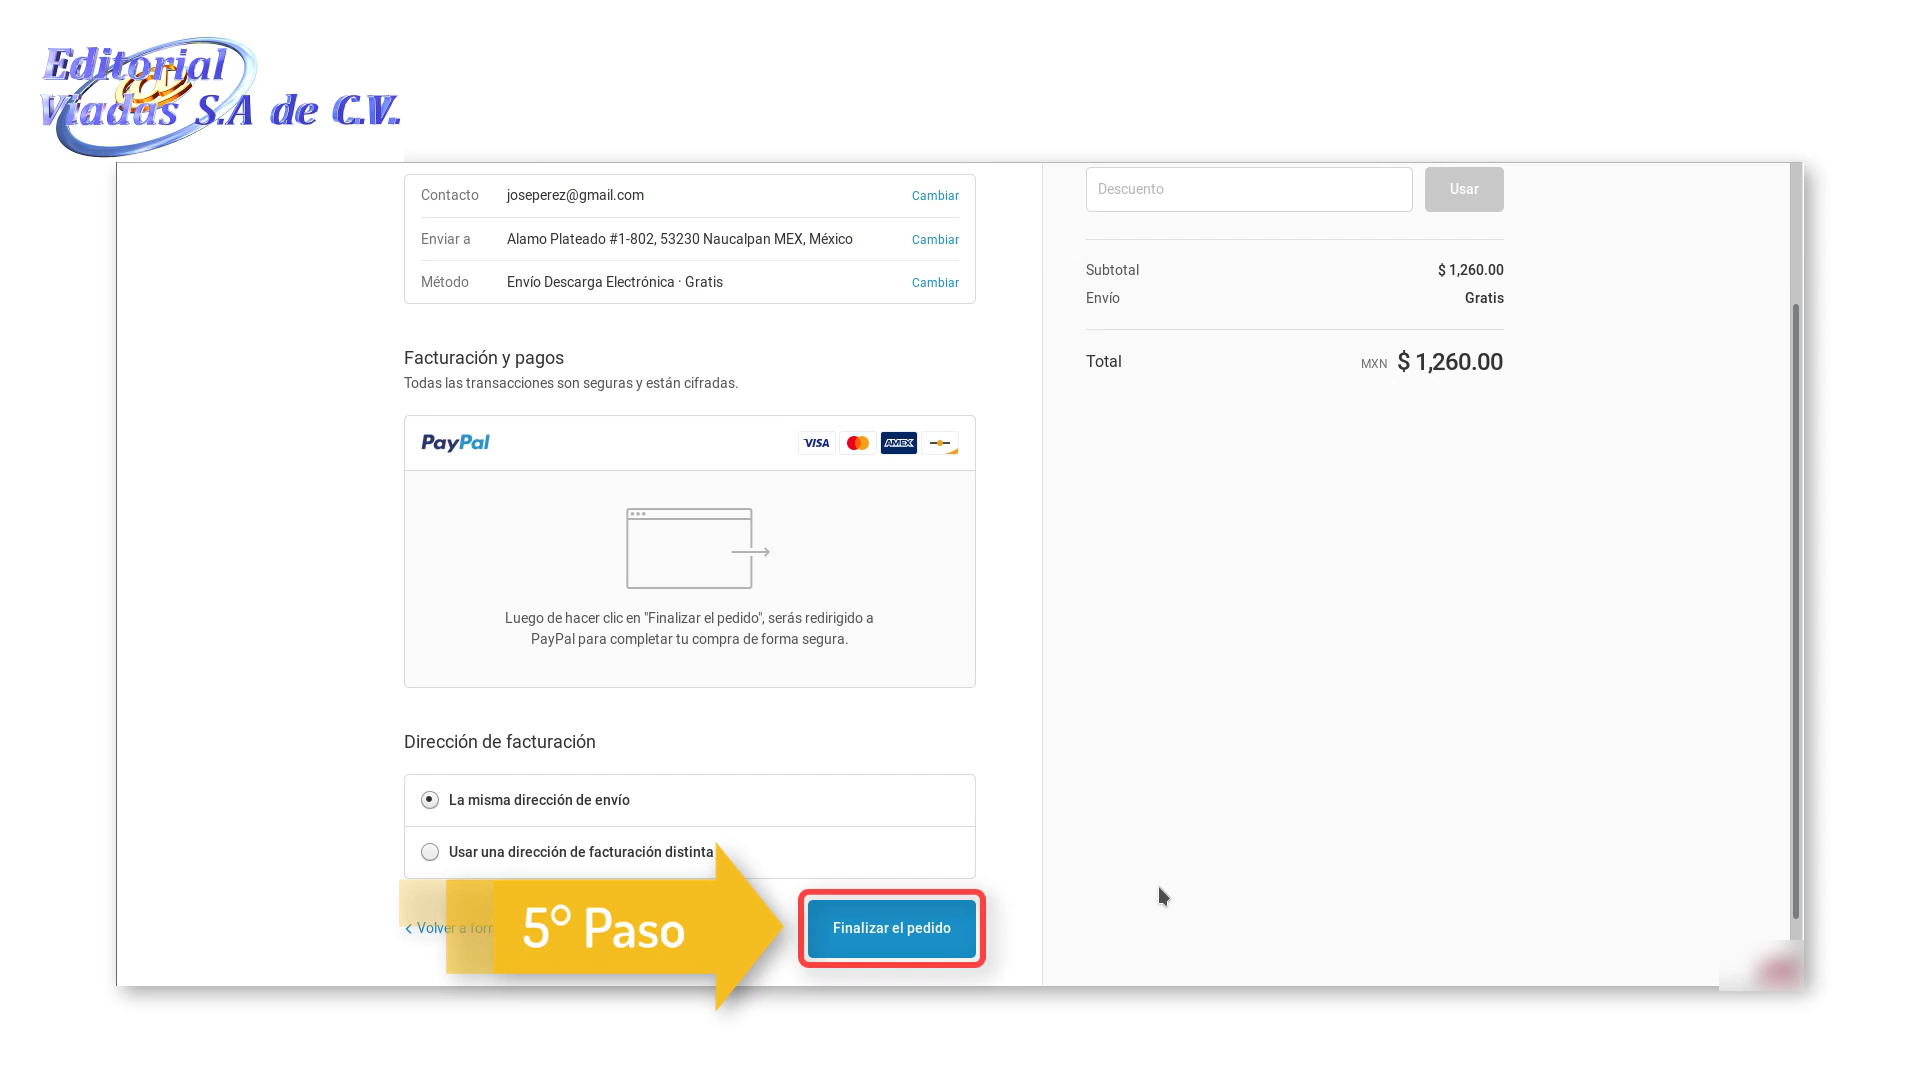 Editorial
Viadas S.A de C.V.
Contacto joseperez@gmail.com Cambiar
Enviar a Alamo Plateado #1-802, 53230 Naucalpan MEX, México Cambiar
Método Envío Descarga Electrónica · Gratis Cambiar
Facturación y pagos
Todas las transacciones son seguras y están cifradas.
PayPal VISA AMEX
Luego de hacer clic en "Finalizar el pedido", serás redirigido a
PayPal para completar tu compra de forma segura.
Dirección de facturación
La misma dirección de envío
Usar una dirección de facturación distinta
< Volver a
5° Paso
Finalizar el pedido
Descuento Usar
Subtotal $ 1,260.00
Envío Gratis
Total MXN $ 1,260.00